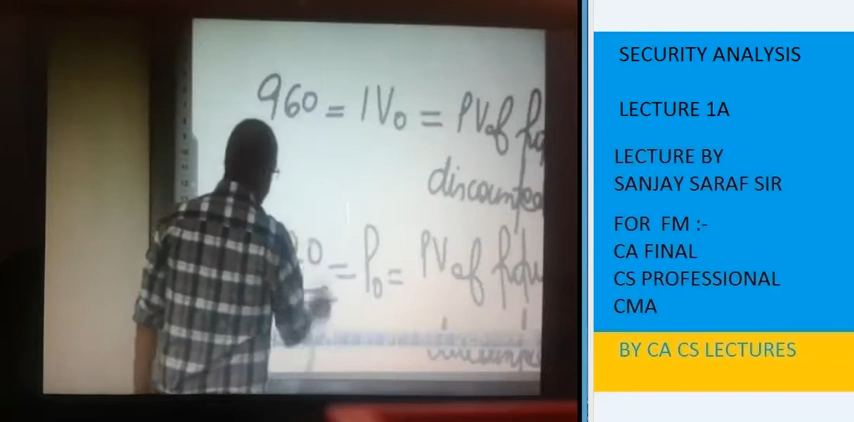 960 = IV₀ = PV of
discounted
0 = P₀ = PV of
SECURITY ANALYSIS
LECTURE 1A
LECTURE BY
SANJAY SARAF SIR
FOR FM :-
CA FINAL
CS PROFESSIONAL
CMA
BY CA CS LECTURES